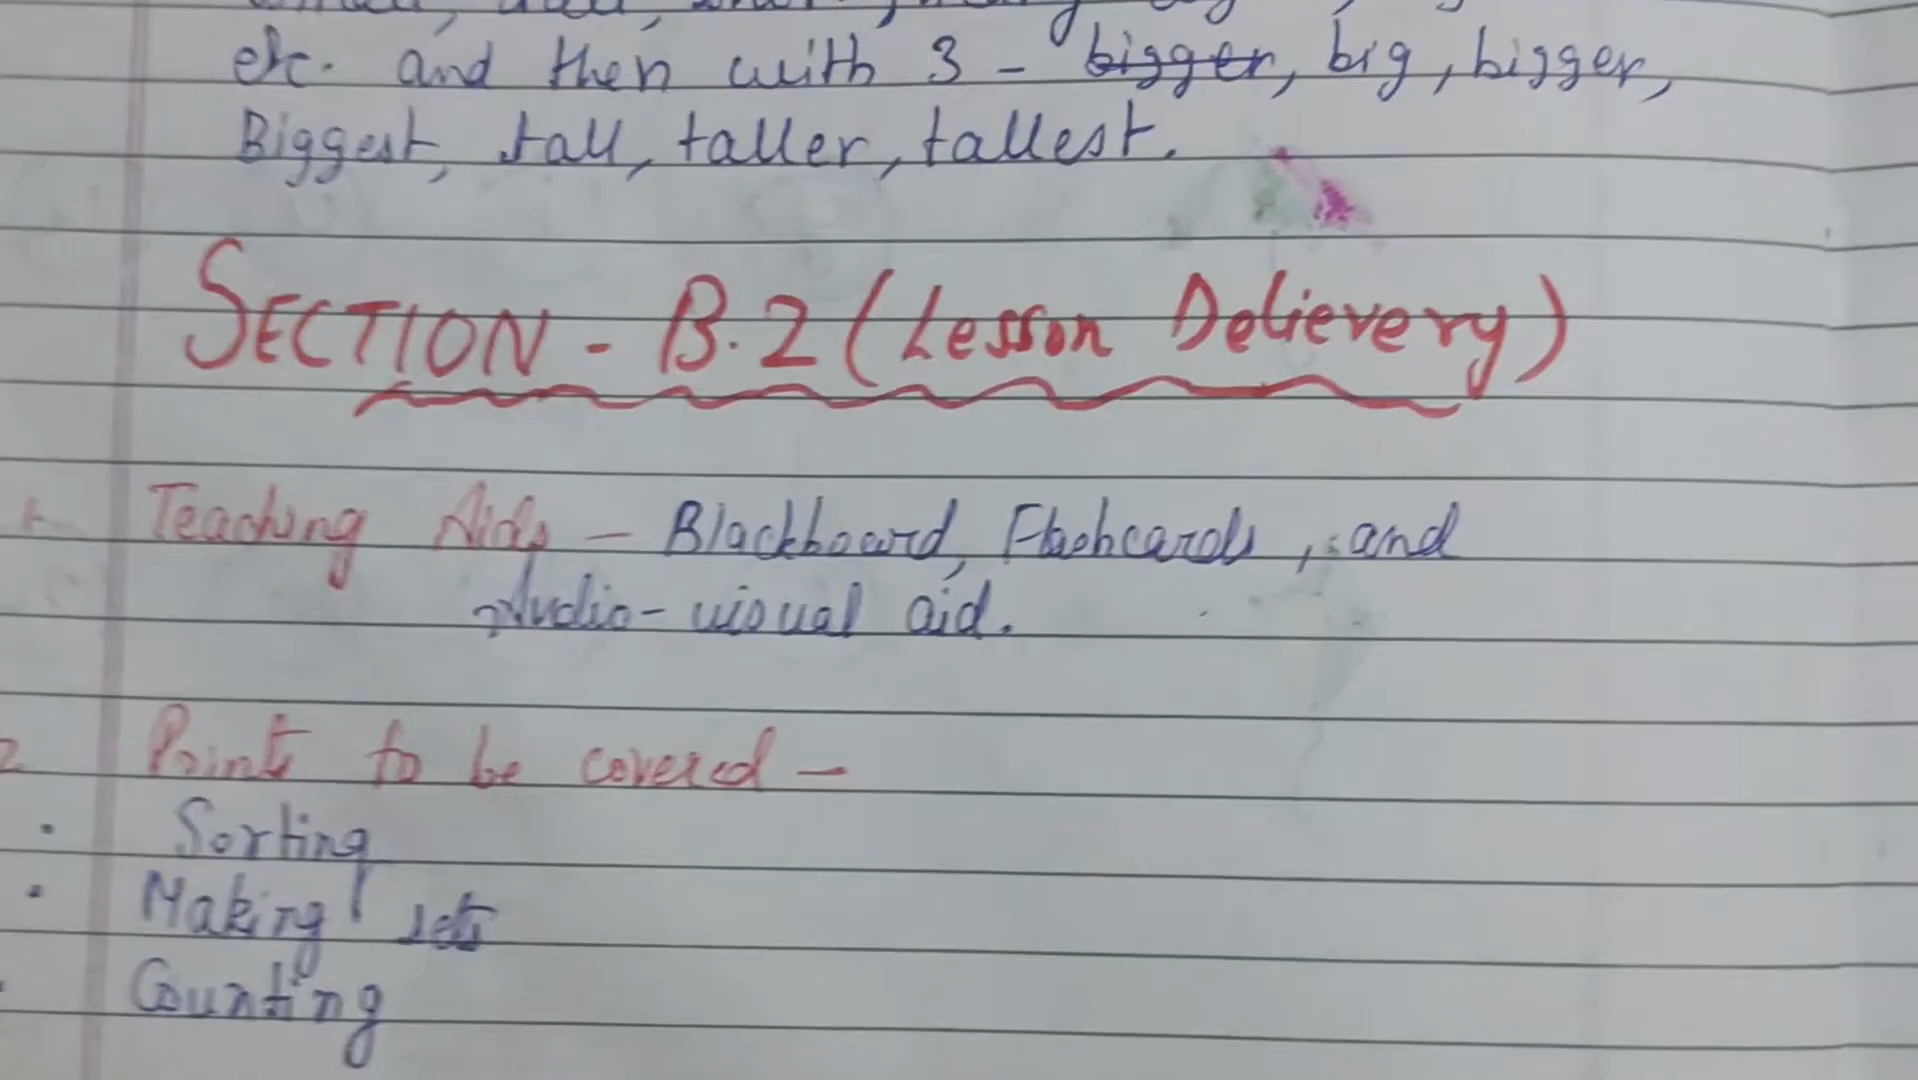 etc. and then with 3 - bigger, big, bigger,
Biggest, tall, taller, tallest.
SECTION - B.2 (Lesson Delievery)
Teaching Aids - Blackboard, Flashcards, and
Audio-visual aid.
2 Points to be covered -
• Sorting
• Making sets
• Counting